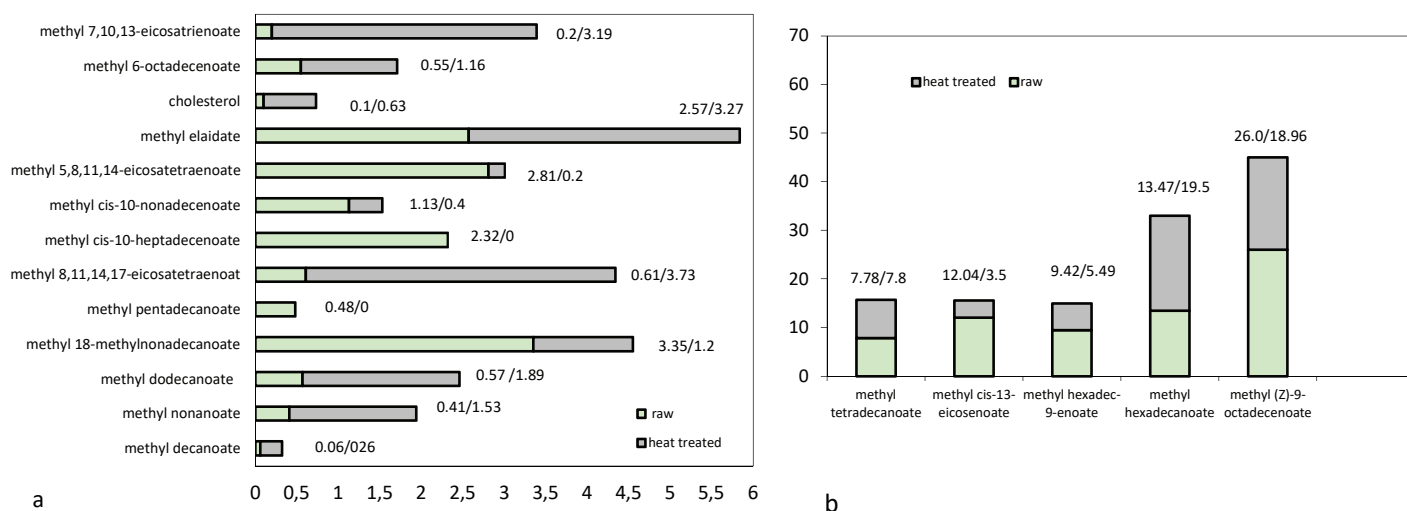 methyl 7,10,13-eicosatrienoate
0.2/3.19
methyl 6-octadecenoate
0.55/1.16
cholesterol
0.1/0.63
methyl elaidate
2.57/3.27
methyl 5,8,11,14-eicosatetraenoate
2.81/0.2
methyl cis-10-nonadecenoate
1.13/0.4
methyl cis-10-heptadecenoate
2.32/0
methyl 8,11,14,17-eicosatetraenoat
0.61/3.73
methyl pentadecanoate
0.48/0
methyl 18-methylnonadecanoate
3.35/1.2
methyl dodecanoate
0.57 /1.89
methyl nonanoate
0.41/1.53
methyl decanoate
0.06/026
raw
heat treated
0 0,5 1 1,5 2 2,5 3 3,5 4 4,5 5 5,5 6
a
70
60
50
40
30
20
10
0
heat treated raw
7.78/7.8
12.04/3.5
9.42/5.49
13.47/19.5
26.0/18.96
methyl
tetradecanoate
methyl cis-13-
eicosenoate
methyl hexadec-
9-enoate
methyl
hexadecanoate
methyl (Z)-9-
octadecenoate
b